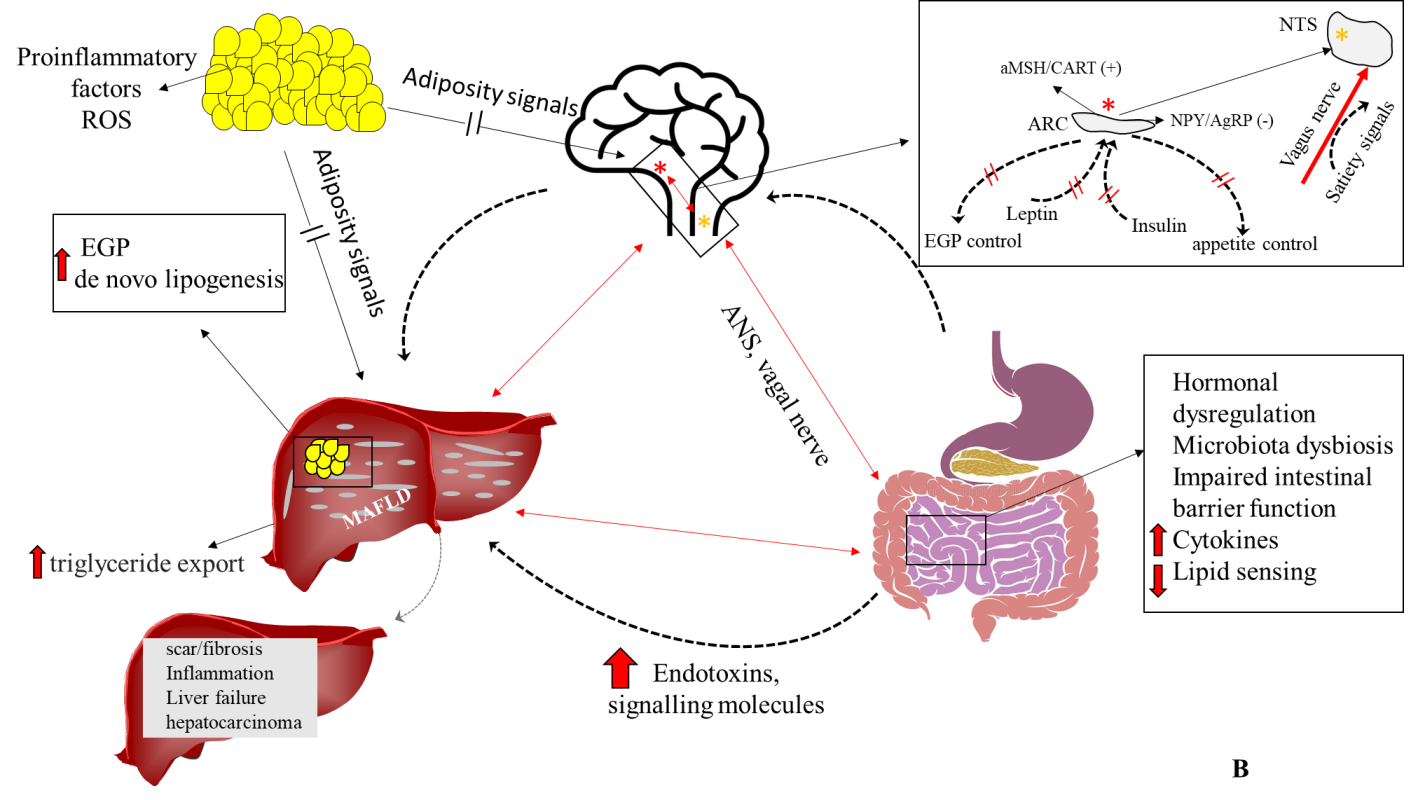 Proinflammatory
factors
ROS
Adiposity signals
Adiposity signals
EGP
de novo lipogenesis
NTS
aMSH/CART (+)
ARC
NPY/AgRP (-)
Vagus nerve
Satiety signals
Leptin
Insulin
EGP control
appetite control
ANS, vagal nerve
Hormonal
dysregulation
Microbiota dysbiosis
Impaired intestinal
barrier function
Cytokines
Lipid sensing
MAFLD
triglyceride export
scar/fibrosis
Inflammation
Liver failure
hepatocarcinoma
Endotoxins,
signalling molecules
B